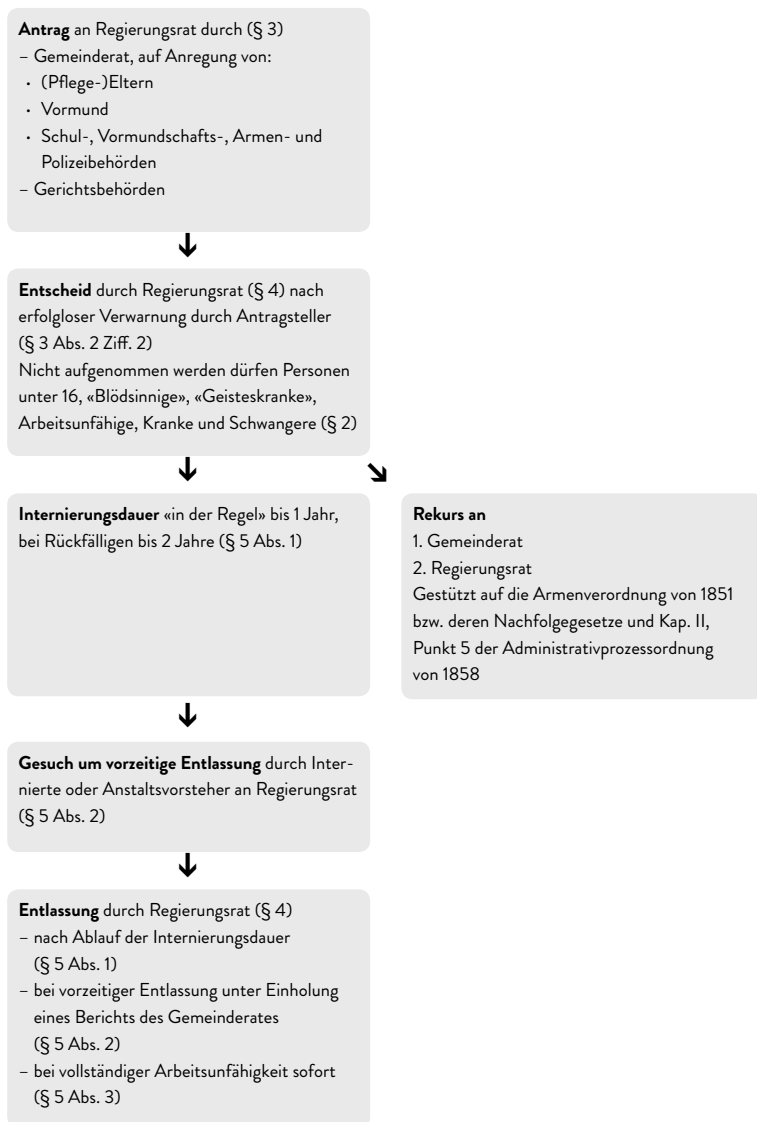 Antrag an Regierungsrat durch (§ 3)
– Gemeinderat, auf Anregung von:
• (Pflege-)Eltern
• Vormund
• Schul-, Vormundschafts-, Armen- und
Polizeibehörden
– Gerichtsbehörden
Entscheid durch Regierungsrat (§ 4) nach
erfolgloser Verwarnung durch Antragsteller
(§ 3 Abs. 2 Ziff. 2)
Nicht aufgenommen werden dürfen Personen
unter 16, «Blödsinnige», «Geisteskranke»,
Arbeitsunfähige, Kranke und Schwangere (§ 2)
Internierungsdauer «in der Regel» bis 1 Jahr,
bei Rückfälligen bis 2 Jahre (§ 5 Abs. 1)
Rekurs an
1. Gemeinderat
2. Regierungsrat
Gestützt auf die Armenverordnung von 1851
bzw. deren Nachfolgegesetze und Kap. II,
Punkt 5 der Administrativprozessordnung
von 1858
Gesuch um vorzeitige Entlassung durch Inter-
nierte oder Anstaltsvorsteher an Regierungsrat
(§ 5 Abs. 2)
Entlassung durch Regierungsrat (§ 4)
– nach Ablauf der Internierungsdauer
(§ 5 Abs. 1)
– bei vorzeitiger Entlassung unter Einholung
eines Berichts des Gemeinderates
(§ 5 Abs. 2)
– bei vollständiger Arbeitsunfähigkeit sofort
(§ 5 Abs. 3)